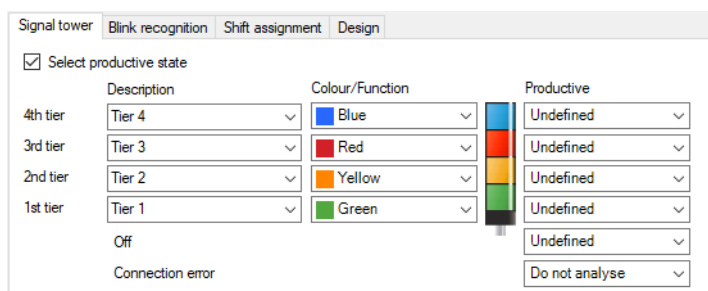 Signal tower Blink recognition Shift assignment Design
Select productive state
Description Colour/Function Productive
4th tier Tier 4 Blue Undefined
3rd tier Tier 3 Red Undefined
2nd tier Tier 2 Yellow Undefined
1st tier Tier 1 Green Undefined
Off Undefined
Connection error Do not analyse